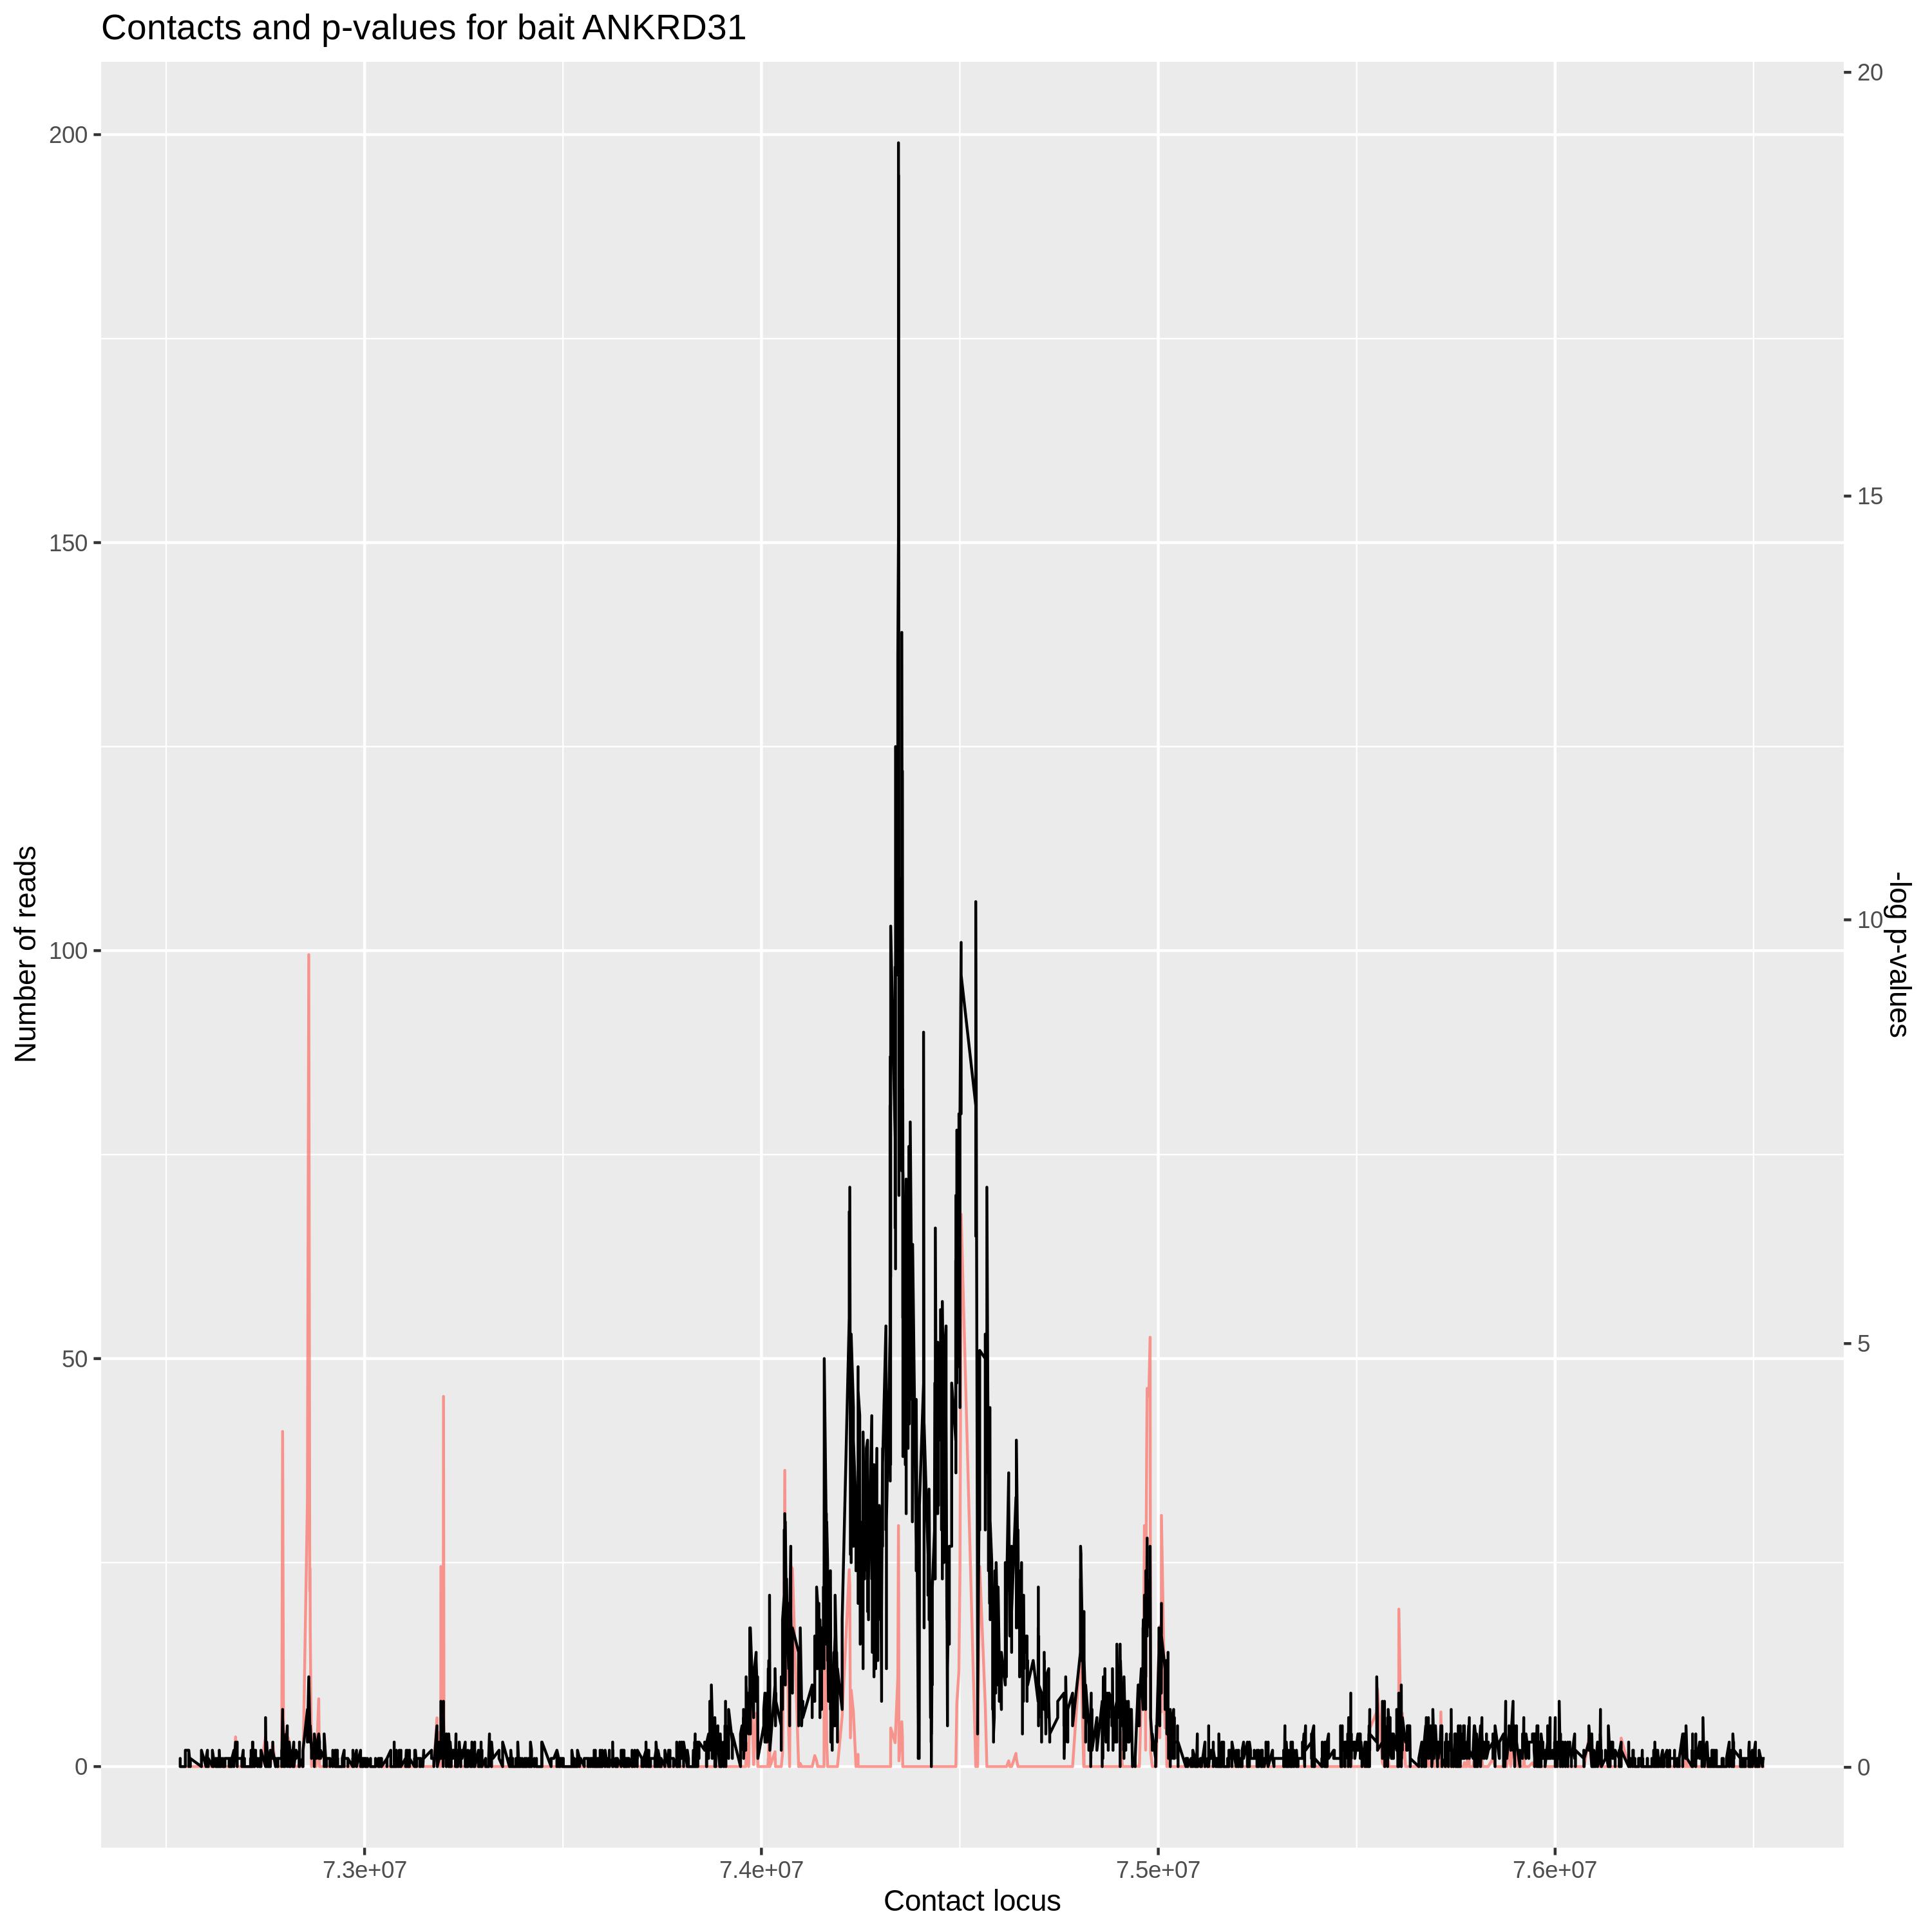 Contacts and p-values for bait ANKRD31
Number of reads
200
150
100
50
0
20
15
10
5
0
-log p-values
7.3e+07 7.4e+07 7.5e+07 7.6e+07
Contact locus